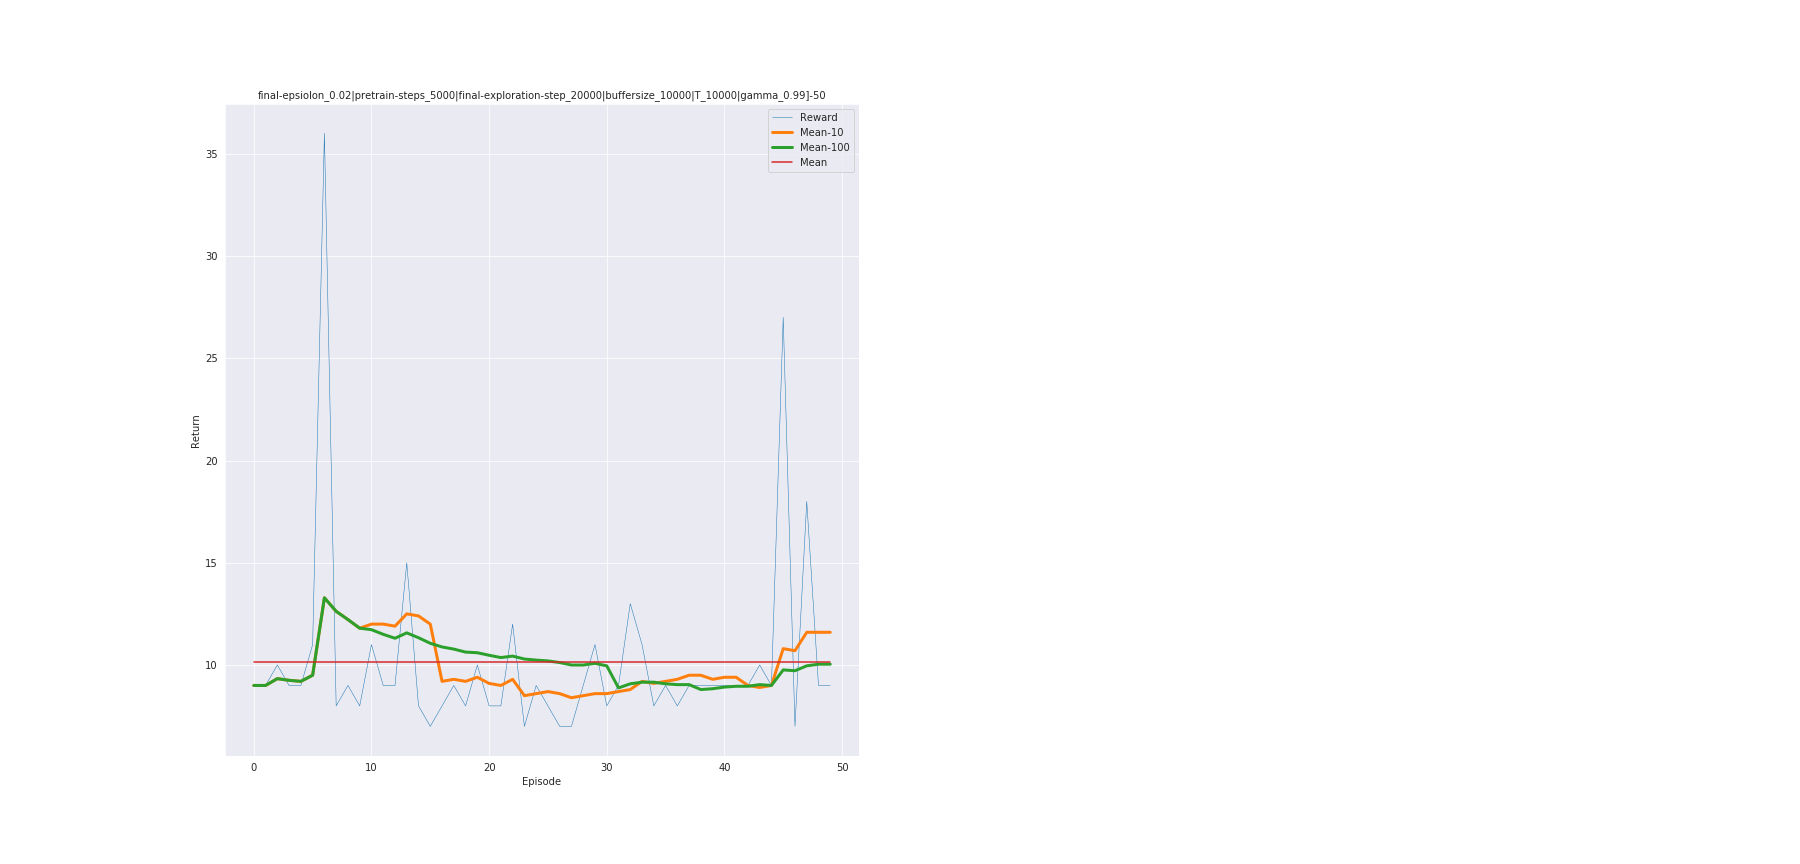 final-epsiolon_0.02|pretrain-steps_5000|final-exploration-step_20000|buffersize_10000|T_10000|gamma_0.99]-50
Reward
Mean-10
Mean-100
Mean
35
30
25
20
15
10
Return
0 10 20 30 40 50
Episode